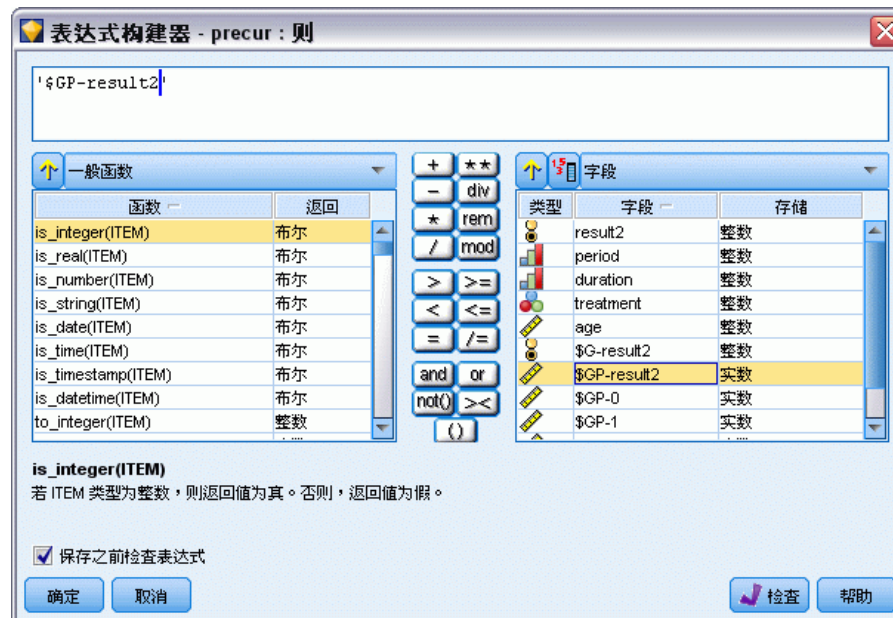 表达式构建器 - precur : 则
'$GP-result2'
一般函数
函数 返回
is_integer(ITEM) 布尔
is_real(ITEM) 布尔
is_number(ITEM) 布尔
is_string(ITEM) 布尔
is_date(ITEM) 布尔
is_time(ITEM) 布尔
is_timestamp(ITEM) 布尔
is_datetime(ITEM) 布尔
to_integer(ITEM) 整数
+ **
- div
* rem
/ mod
> >=
< <=
= /=
and or
not() ><
()
字段
类型 字段 存储
result2 整数
period 整数
duration 整数
treatment 整数
age 整数
$G-result2 整数
$GP-result2 实数
$GP-0 实数
$GP-1 实数
is_integer(ITEM)
若 ITEM 类型为整数，则返回值为真。否则，返回值为假。
保存之前检查表达式
确定 取消 检查 帮助